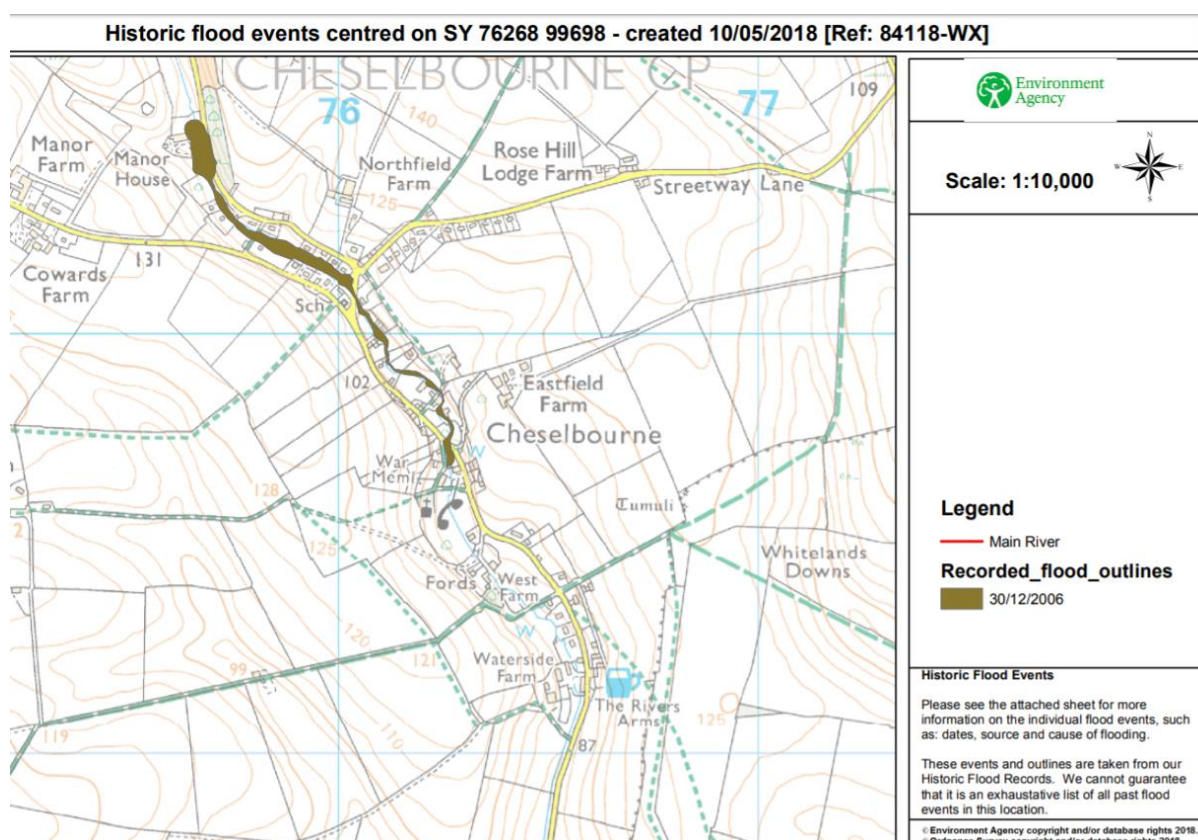 Historic flood events centred on SY 76268 99698 - created 10/05/2018 [Ref: 84118-WX]
CHESELBOURNE CP
76
77
109
140
Manor
Farm
Manor
House
Northfield
Farm
125
Rose Hill
Lodge Farm
Streetway Lane
131
Cowards
Farm
Sch
102
Eastfield
Farm
Cheselbourne
W
War
Meml
128
2
125
Tumuli
Whitelands
Downs
Fords
West
Farm
W
120
121
99
Waterside
Farm
The Rivers
Arms
125
119
110
87
Environment
Agency
N
W
E
S
Scale: 1:10,000
Legend
Main River
Recorded_flood_outlines
30/12/2006
Historic Flood Events
Please see the attached sheet for more
information on the individual flood events, such
as: dates, source and cause of flooding.
These events and outlines are taken from our
Historic Flood Records. We cannot guarantee
that it is an exhaustative list of all past flood
events in this location.
© Environment Agency copyright and/or database rights 2018.